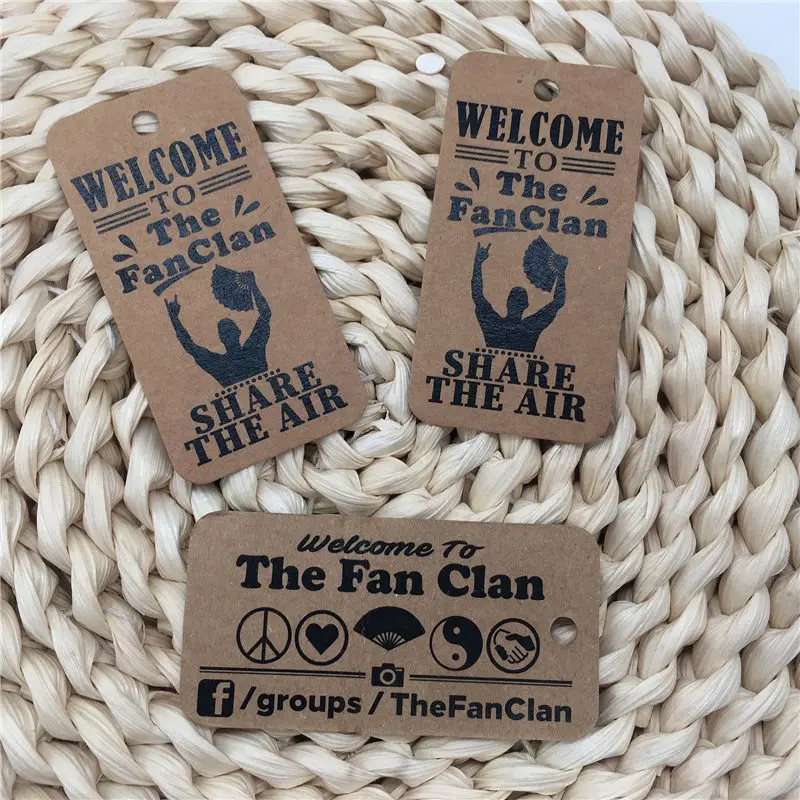 WELCOME
TO
The
FanClan
SHARE
THE AIR
WELCOME
TO
The
FanClan
SHARE
THE AIR
Welcome To
The Fan Clan
f/groups/TheFanClan